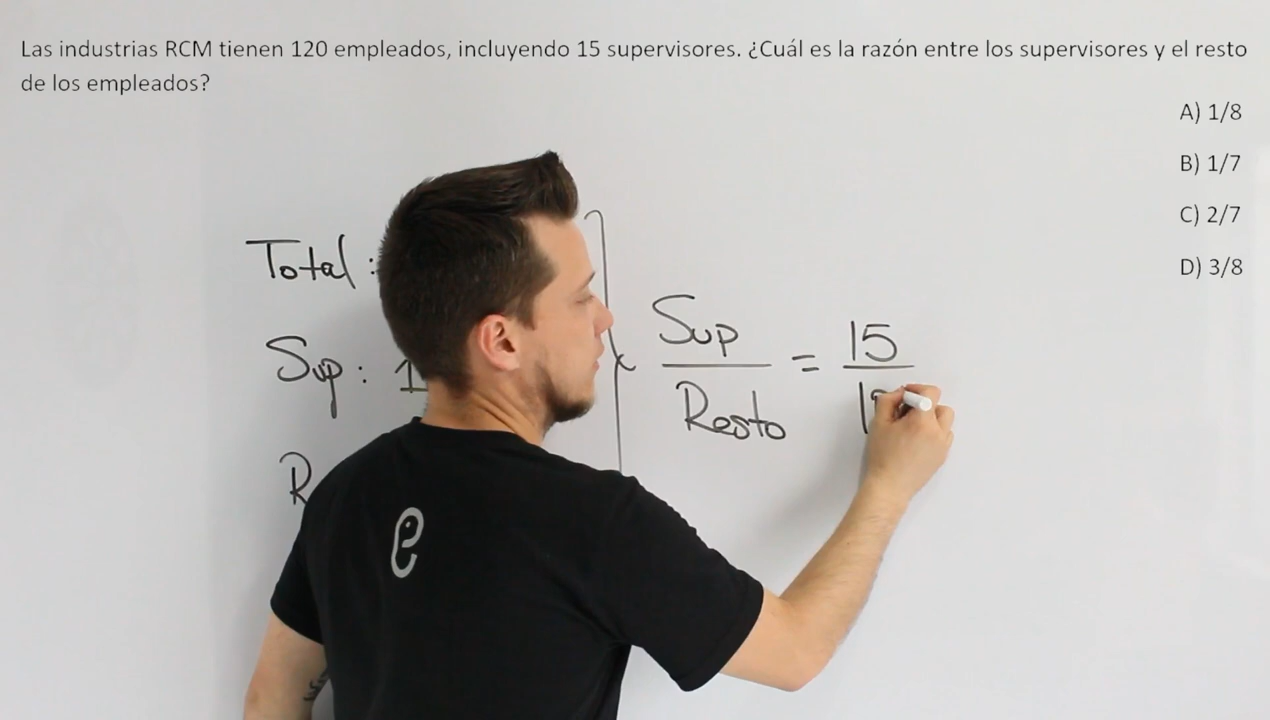 Las industrias RCM tienen 120 empleados, incluyendo 15 supervisores. ¿Cuál es la razón entre los supervisores y el resto
de los empleados?
A) 1/8
B) 1/7
C) 2/7
D) 3/8
Total :
Sup : 1
R
Sup
Resto
=
15
1
e